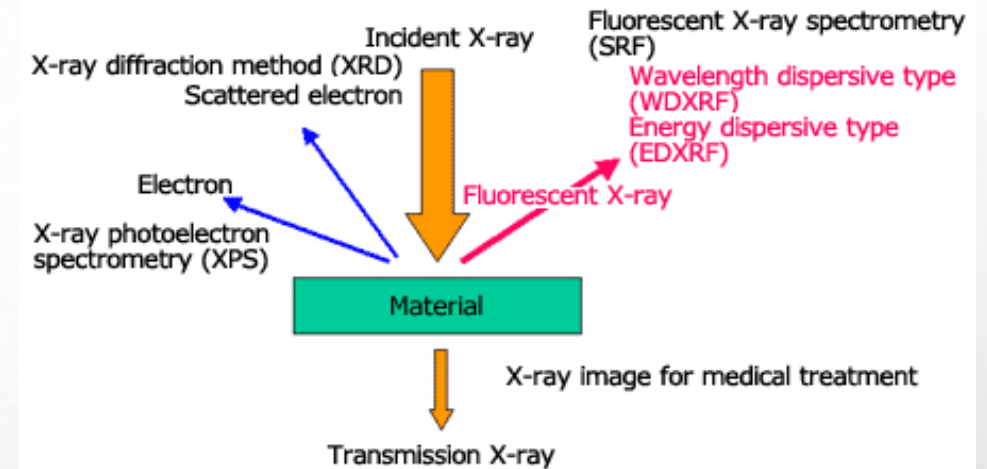 Incident X-ray
X-ray diffraction method (XRD)
Scattered electron
Electron
X-ray photoelectron
spectrometry (XPS)
Fluorescent X-ray spectrometry
(SRF)
Wavelength dispersive type
(WDXRF)
Energy dispersive type
(EDXRF)
Fluorescent X-ray
Material
X-ray image for medical treatment
Transmission X-ray